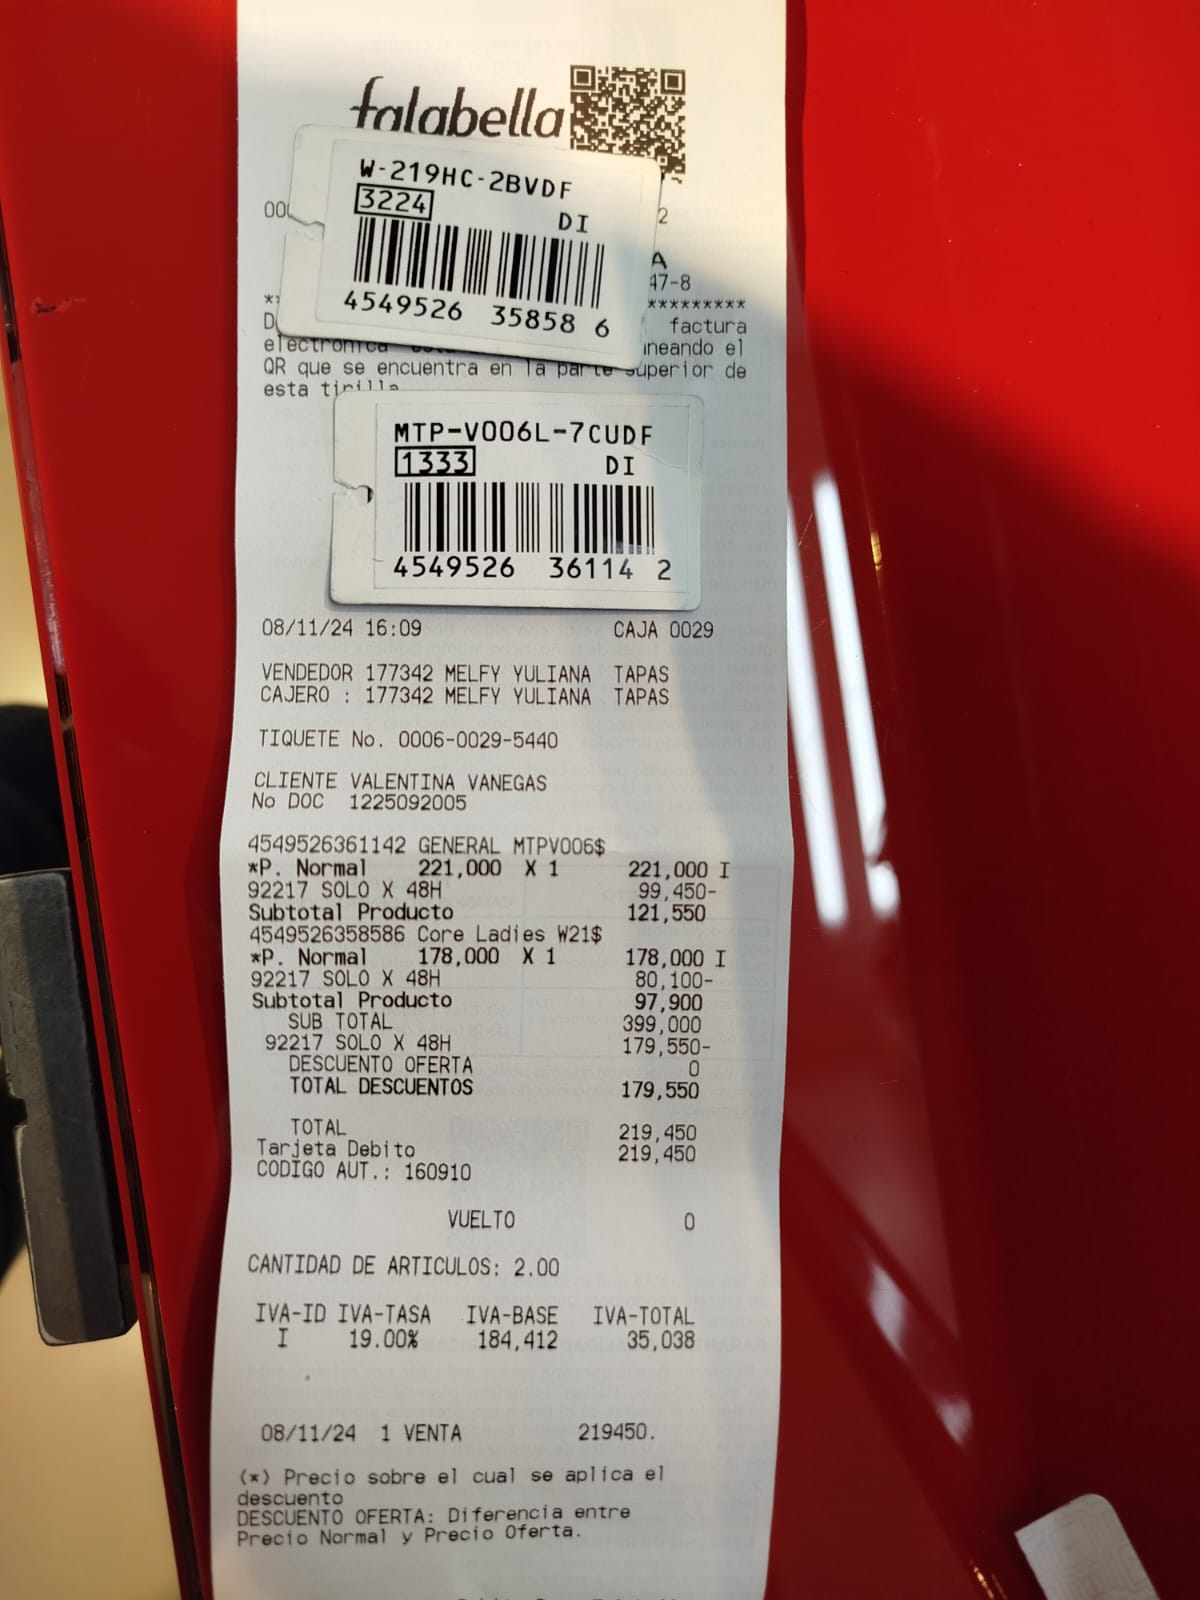 falabella
W-219HC-2BVDF
3224
DI
4549526 35858 6
00
2
A
47-8
*********
factura
electrónica neando el
QR que se encuentra en la parte superior de
esta tirilla
MTP-V006L-7CUDF
1333
DI
4549526 36114 2
08/11/24 16:09 CAJA 0029
VENDEDOR 177342 MELFY YULIANA TAPAS
CAJERO : 177342 MELFY YULIANA TAPAS
TIQUETE No. 0006-0029-5440
CLIENTE VALENTINA VANEGAS
No DOC 1225092005
4549526361142 GENERAL MTPV006$
*P. Normal 221,000 X 1 221,000 I
92217 SOLO X 48H 99,450-
Subtotal Producto 121,550
4549526358586 Core Ladies W21$
*P. Normal 178,000 X 1 178,000 I
92217 SOLO X 48H 80,100-
Subtotal Producto 97,900
SUB TOTAL 399,000
92217 SOLO X 48H 179,550-
DESCUENTO OFERTA 0
TOTAL DESCUENTOS 179,550
TOTAL 219,450
Tarjeta Debito 219,450
CODIGO AUT.: 160910
VUELTO 0
CANTIDAD DE ARTICULOS: 2.00
IVA-ID IVA-TASA IVA-BASE IVA-TOTAL
I 19.00% 184,412 35,038
08/11/24 1 VENTA 219450.
(*) Precio sobre el cual se aplica el
descuento
DESCUENTO OFERTA: Diferencia entre
Precio Normal y Precio Oferta.